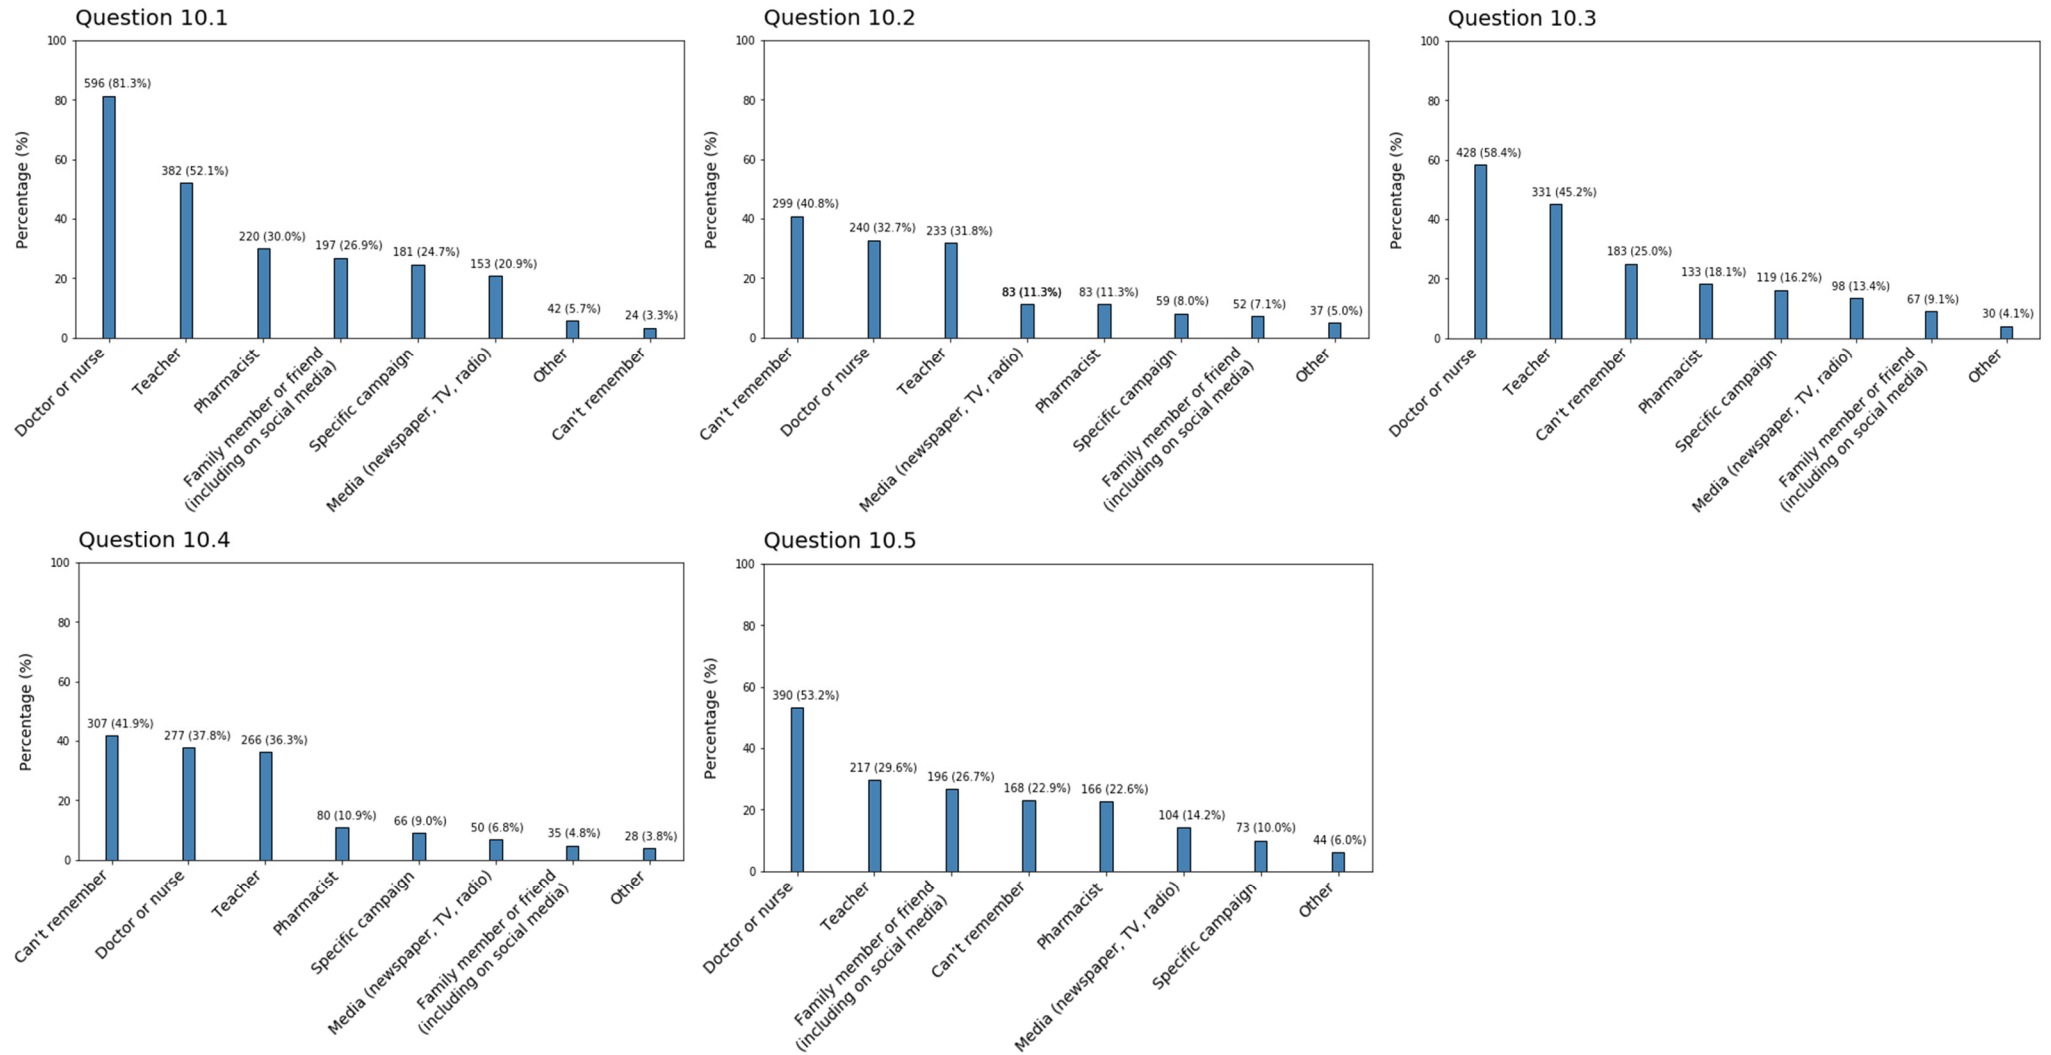 Question 10.1
Percentage (%)
100
80
60
40
20
0
596 (81.3%)
382 (52.1%)
220 (30.0%)
197 (26.9%)
181 (24.7%)
153 (20.9%)
42 (5.7%)
24 (3.3%)
Doctor or nurse
Teacher
Pharmacist
Family member or friend
(including on social media)
Specific campaign
Media (newspaper, TV, radio)
Other
Can't remember
Question 10.2
Percentage (%)
100
80
60
40
20
0
299 (40.8%)
240 (32.7%)
233 (31.8%)
83 (11.3%)
83 (11.3%)
59 (8.0%)
52 (7.1%)
37 (5.0%)
Can't remember
Doctor or nurse
Teacher
Media (newspaper, TV, radio)
Pharmacist
Specific campaign
Family member or friend
(including on social media)
Other
Question 10.3
Percentage (%)
100
80
60
40
20
0
428 (58.4%)
331 (45.2%)
183 (25.0%)
133 (18.1%)
119 (16.2%)
98 (13.4%)
67 (9.1%)
30 (4.1%)
Doctor or nurse
Teacher
Can't remember
Pharmacist
Specific campaign
Media (newspaper, TV, radio)
Family member or friend
(including on social media)
Other
Question 10.4
Percentage (%)
100
80
60
40
20
0
307 (41.9%)
277 (37.8%)
266 (36.3%)
80 (10.9%)
66 (9.0%)
50 (6.8%)
35 (4.8%)
28 (3.8%)
Can't remember
Doctor or nurse
Teacher
Pharmacist
Specific campaign
Media (newspaper, TV, radio)
Family member or friend
(including on social media)
Other
Question 10.5
Percentage (%)
100
80
60
40
20
0
390 (53.2%)
217 (29.6%)
196 (26.7%)
168 (22.9%)
166 (22.6%)
104 (14.2%)
73 (10.0%)
44 (6.0%)
Doctor or nurse
Teacher
Family member or friend
(including on social media)
Can't remember
Pharmacist
Media (newspaper, TV, radio)
Specific campaign
Other